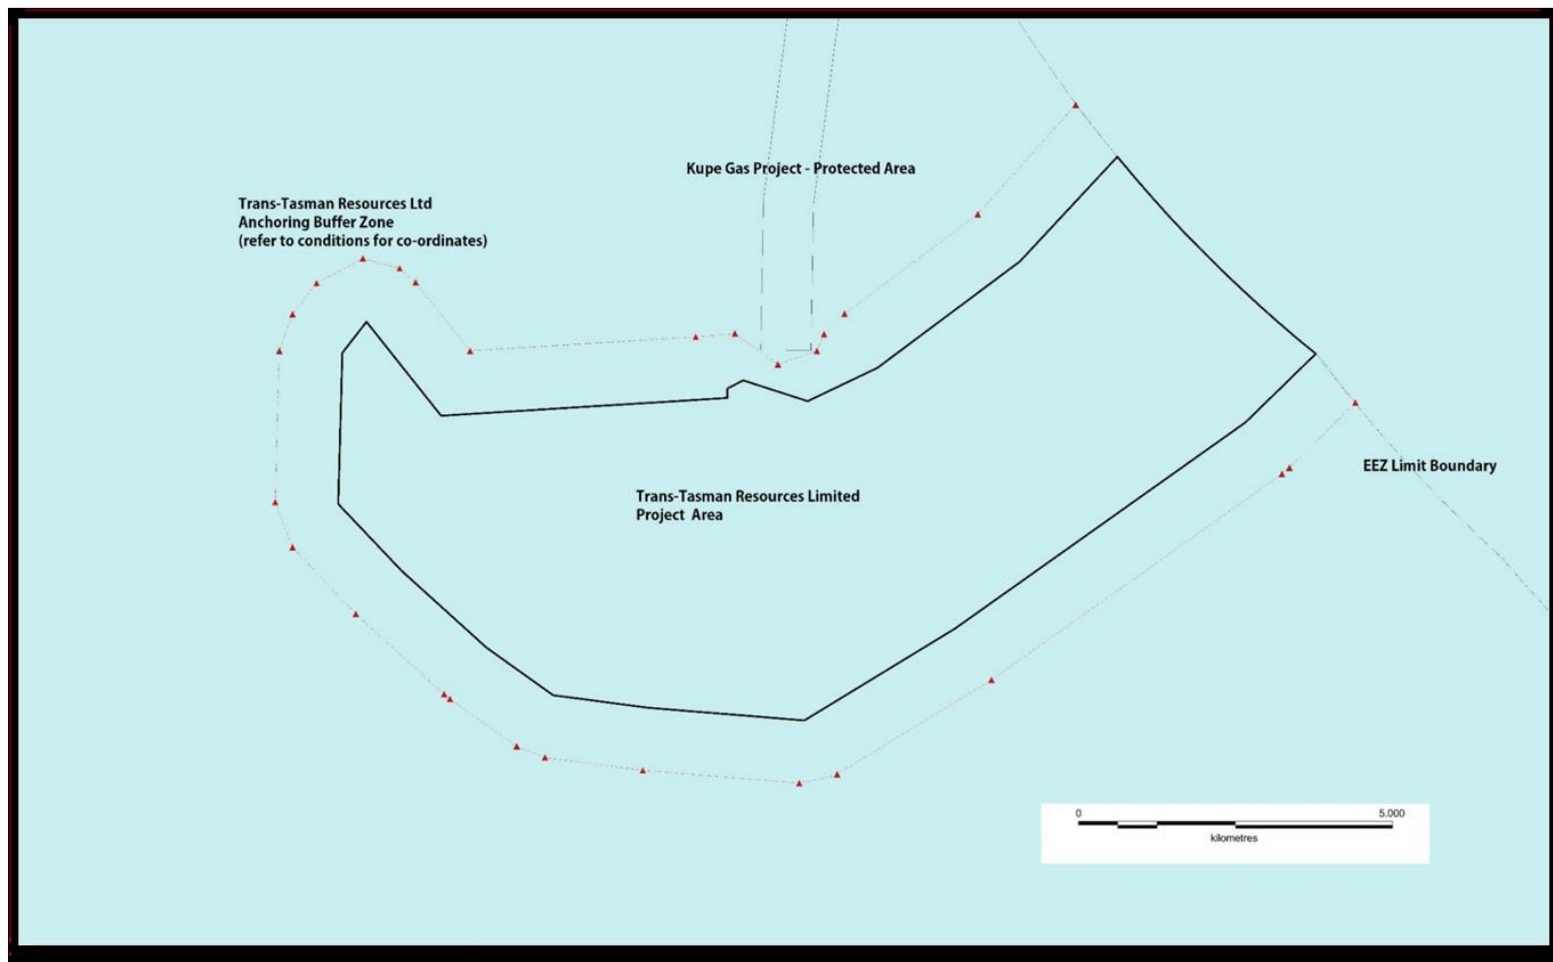 Kupe Gas Project - Protected Area
Trans-Tasman Resources Ltd
Anchoring Buffer Zone
(refer to conditions for co-ordinates)
EEZ Limit Boundary
Trans-Tasman Resources Limited
Project Area
0 5.000
kilometres